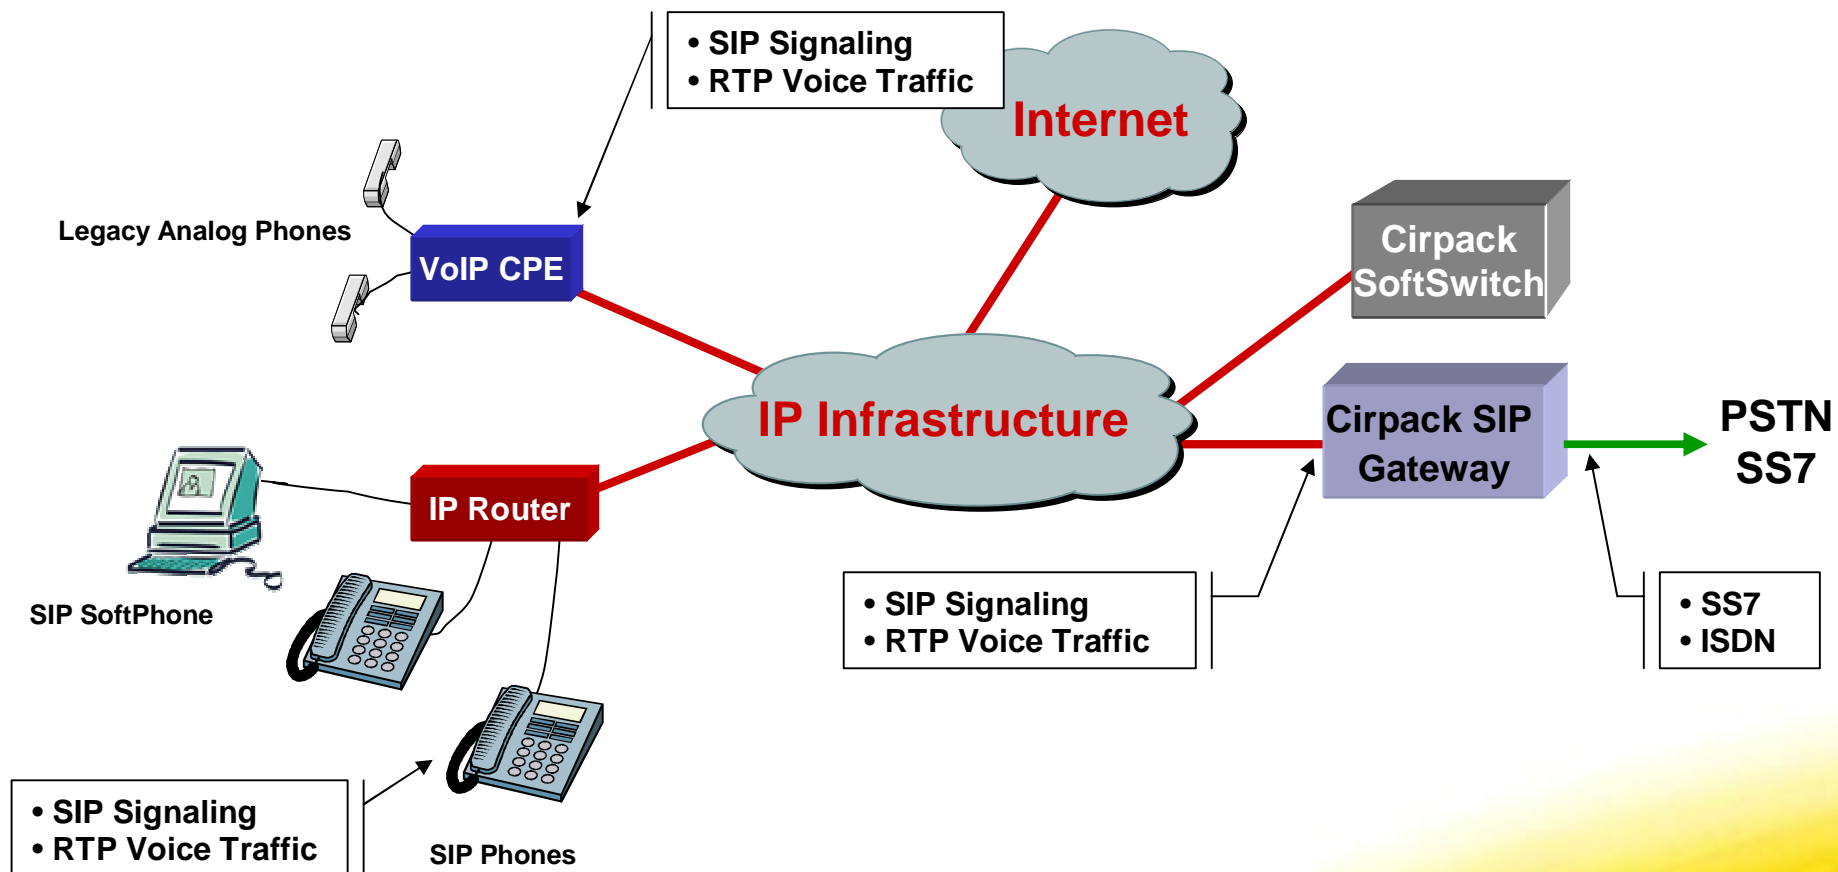 • SIP Signaling
• RTP Voice Traffic
Internet
Legacy Analog Phones
VoIP CPE
Cirpack
SoftSwitch
IP Infrastructure
Cirpack SIP
Gateway
PSTN
SS7
IP Router
SIP SoftPhone
• SIP Signaling
• RTP Voice Traffic
• SS7
• ISDN
• SIP Signaling
• RTP Voice Traffic
SIP Phones